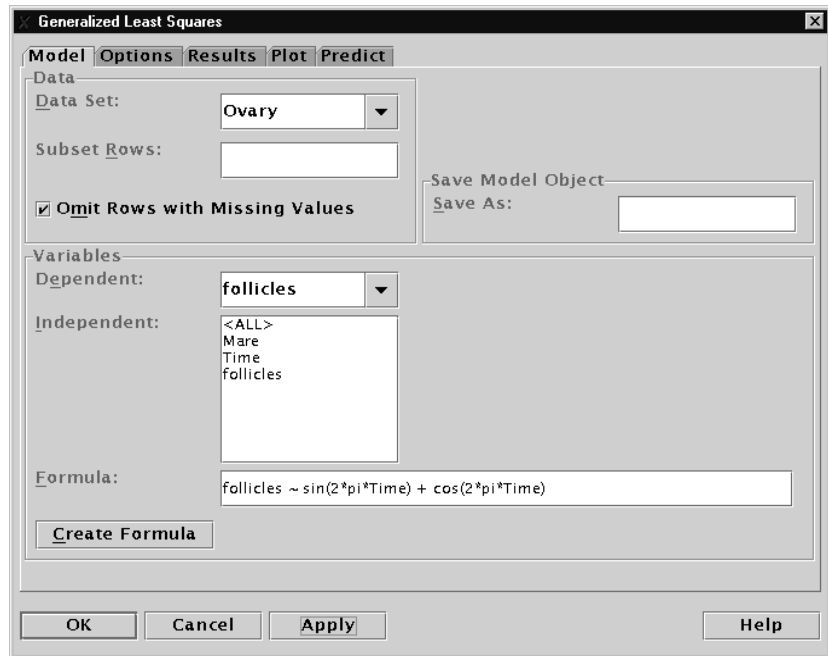 Generalized Least Squares
Model Options Results Plot Predict
Data
Data Set:
Ovary
Subset Rows:
Omit Rows with Missing Values
Save Model Object
Save As:
Variables
Dependent:
follicles
Independent:
<ALL>
Mare
Time
follicles
Formula:
follicles ~ sin(2*pi*Time) + cos(2*pi*Time)
Create Formula
OK Cancel Apply Help